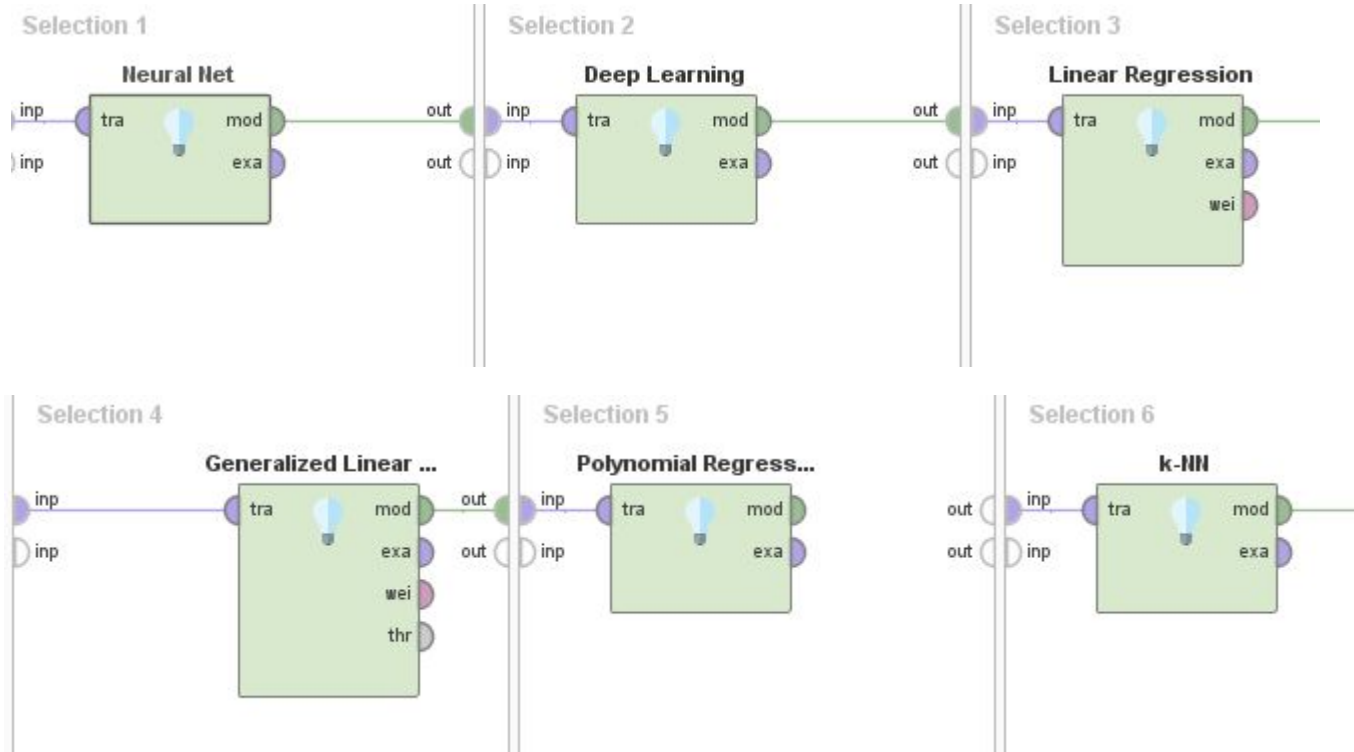 Selection 1
Selection 2
Selection 3
Neural Net
Deep Learning
Linear Regression
inp tra mod out inp tra mod out inp tra mod
inp exa out inp exa out inp exa
wei
Selection 4
Selection 5
Selection 6
Generalized Linear ...
Polynomial Regress...
k-NN
inp tra mod out inp tra mod out inp tra mod
inp exa out inp exa out inp exa
wei
thr